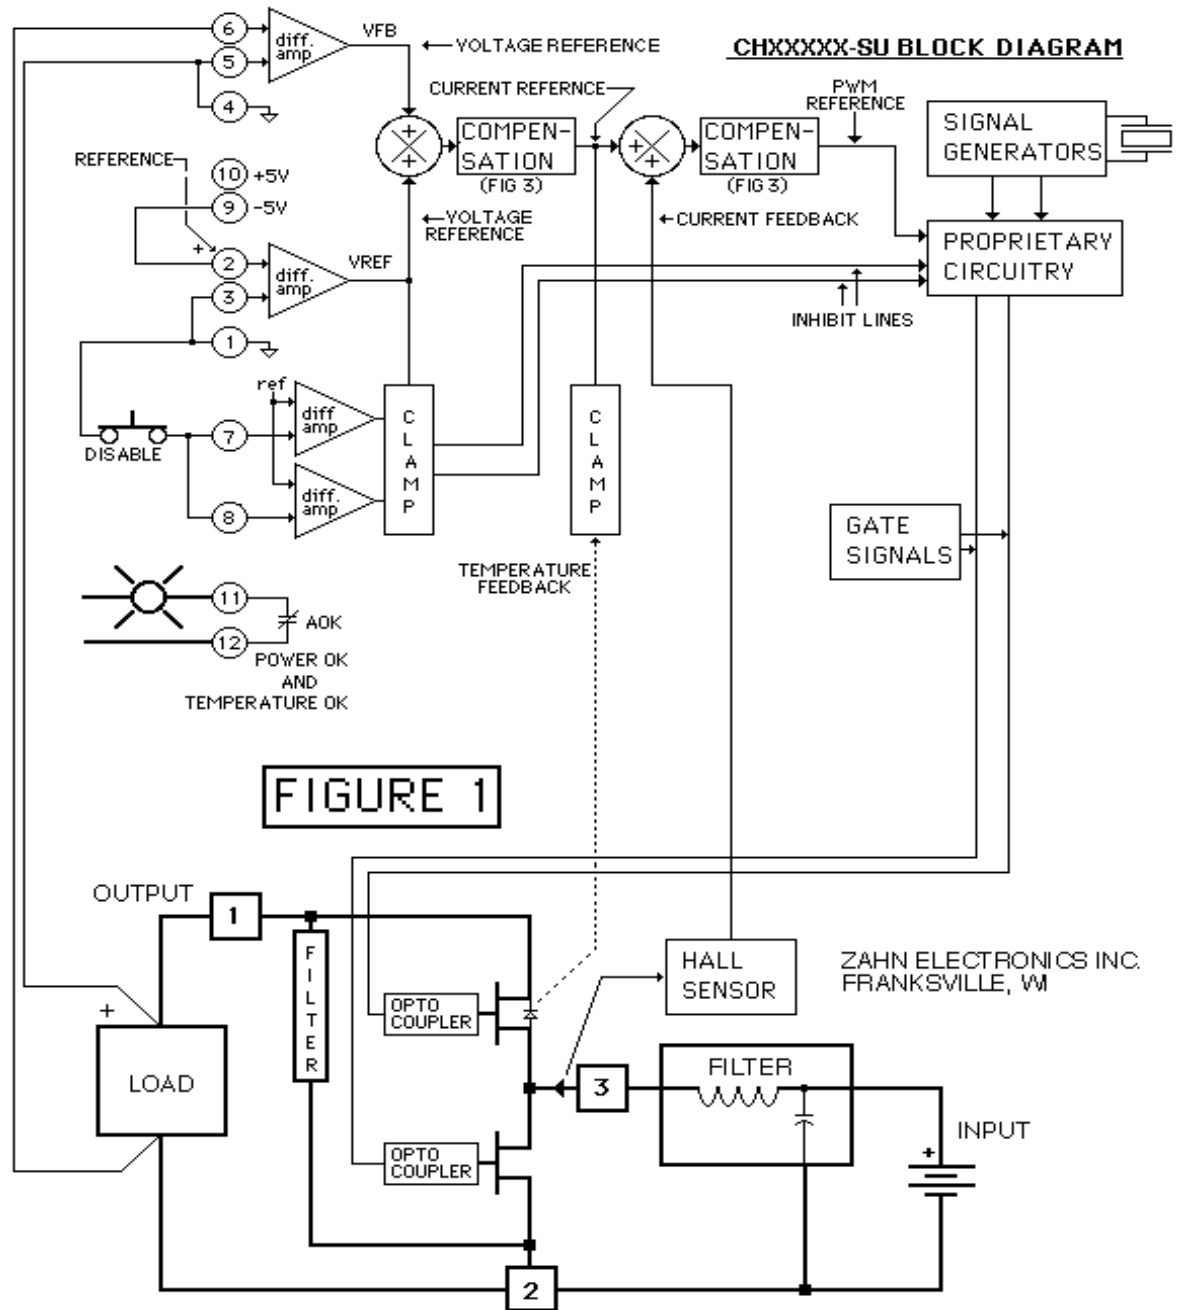 CHXXXXX-SU BLOCK DIAGRAM
6
5
4
diff.
amp
VFB
VOLTAGE REFERENCE
CURRENT REFERNCE
PWM
REFERENCE
SIGNAL
GENERATORS
+
+
COMPEN-
SATION
(FIG 3)
+
+
COMPEN-
SATION
(FIG 3)
REFERENCE
10
+5V
9
-5V
+
2
3
1
diff.
amp
VREF
VOLTAGE
REFERENCE
CURRENT FEEDBACK
PROPRIETARY
CIRCUITRY
INHIBIT LINES
ref
diff
amp
diff.
amp
7
8
DISABLE
CLAMP
CLAMP
GATE
SIGNALS
TEMPERATURE
FEEDBACK
11
12
AOK
POWER OK
AND
TEMPERATURE OK
FIGURE 1
OUTPUT
1
FILTER
HALL
SENSOR
ZAHN ELECTRONICS INC.
FRANKSVILLE, WI
OPTO
COUPLER
+
LOAD
3
FILTER
INPUT
+
OPTO
COUPLER
2